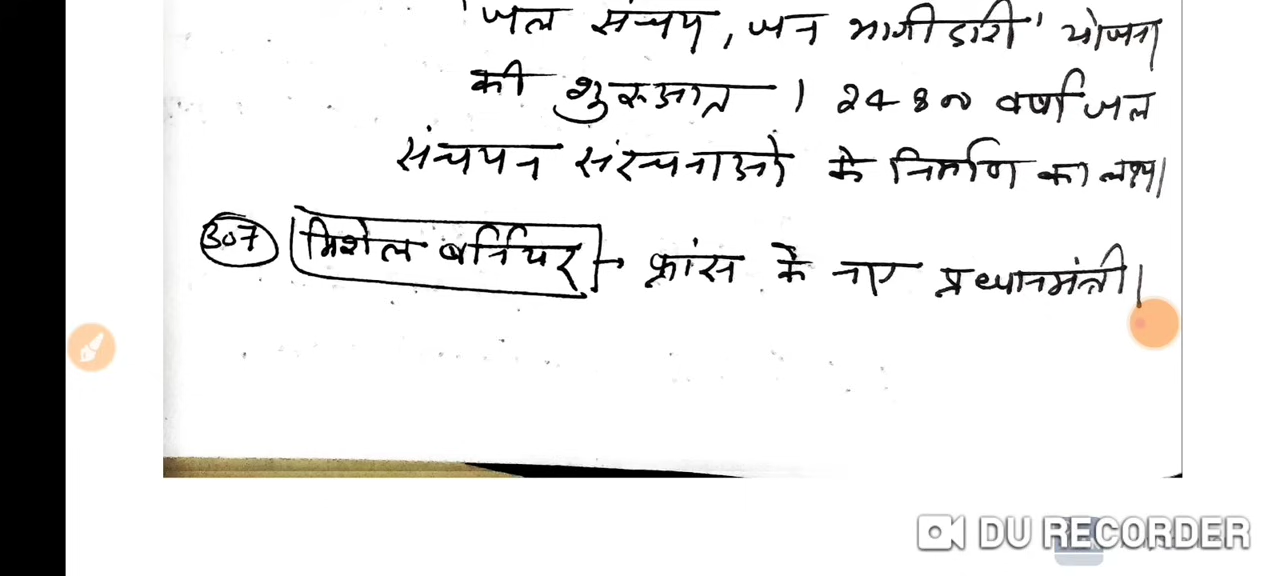 'जल संचय, जन भागीदारी' योजना
की शुरूआत । 24800 वर्षा जल
संचयन संरचनाओ के निर्माण का लक्ष्य।
307 मिशेल बर्नियर → फ्रांस के नए प्रधानमंत्री।
DU RECORDER